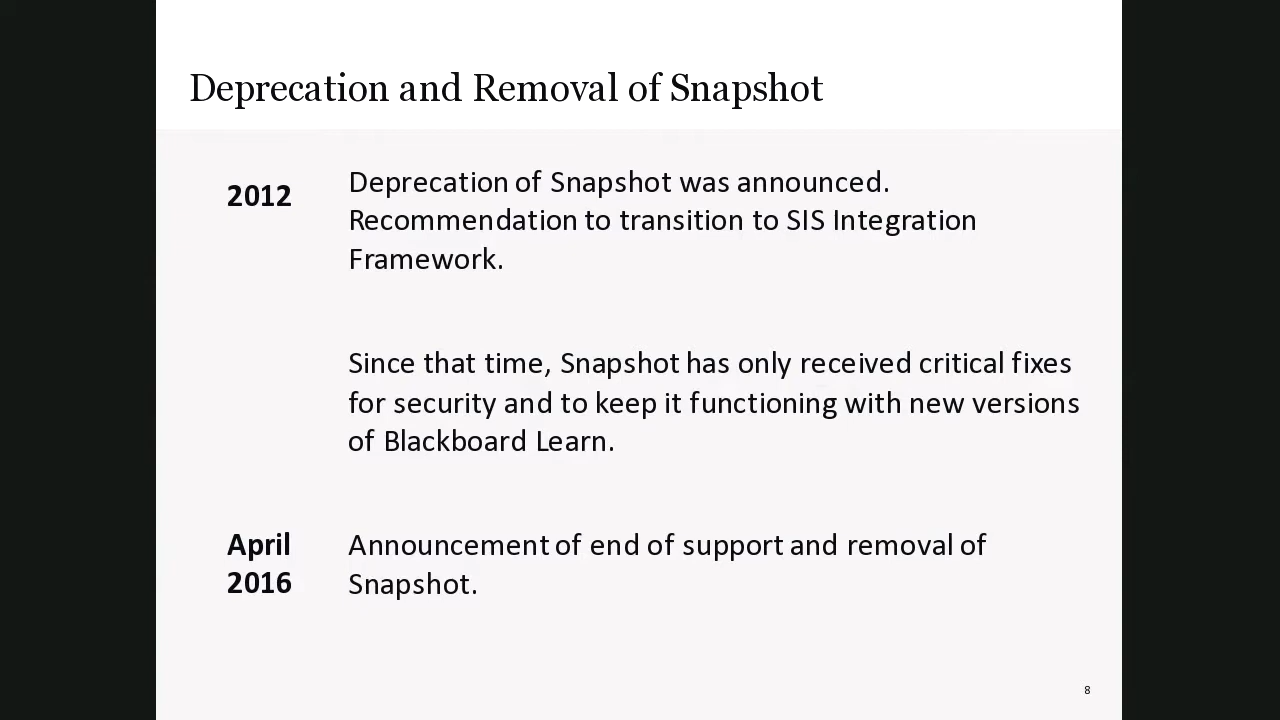 Deprecation and Removal of Snapshot
2012
Deprecation of Snapshot was announced.
Recommendation to transition to SIS Integration
Framework.
Since that time, Snapshot has only received critical fixes
for security and to keep it functioning with new versions
of Blackboard Learn.
April
2016
Announcement of end of support and removal of
Snapshot.
8